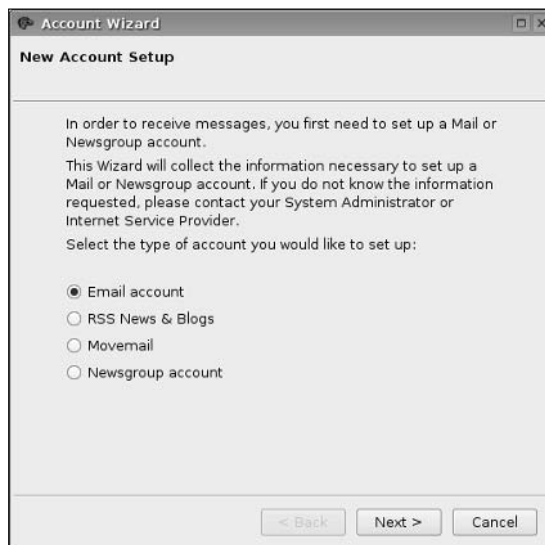 Account Wizard
New Account Setup
In order to receive messages, you first need to set up a Mail or
Newsgroup account.
This Wizard will collect the information necessary to set up a
Mail or Newsgroup account. If you do not know the information
requested, please contact your System Administrator or
Internet Service Provider.
Select the type of account you would like to set up:
Email account
RSS News & Blogs
Movemail
Newsgroup account
< Back Next > Cancel